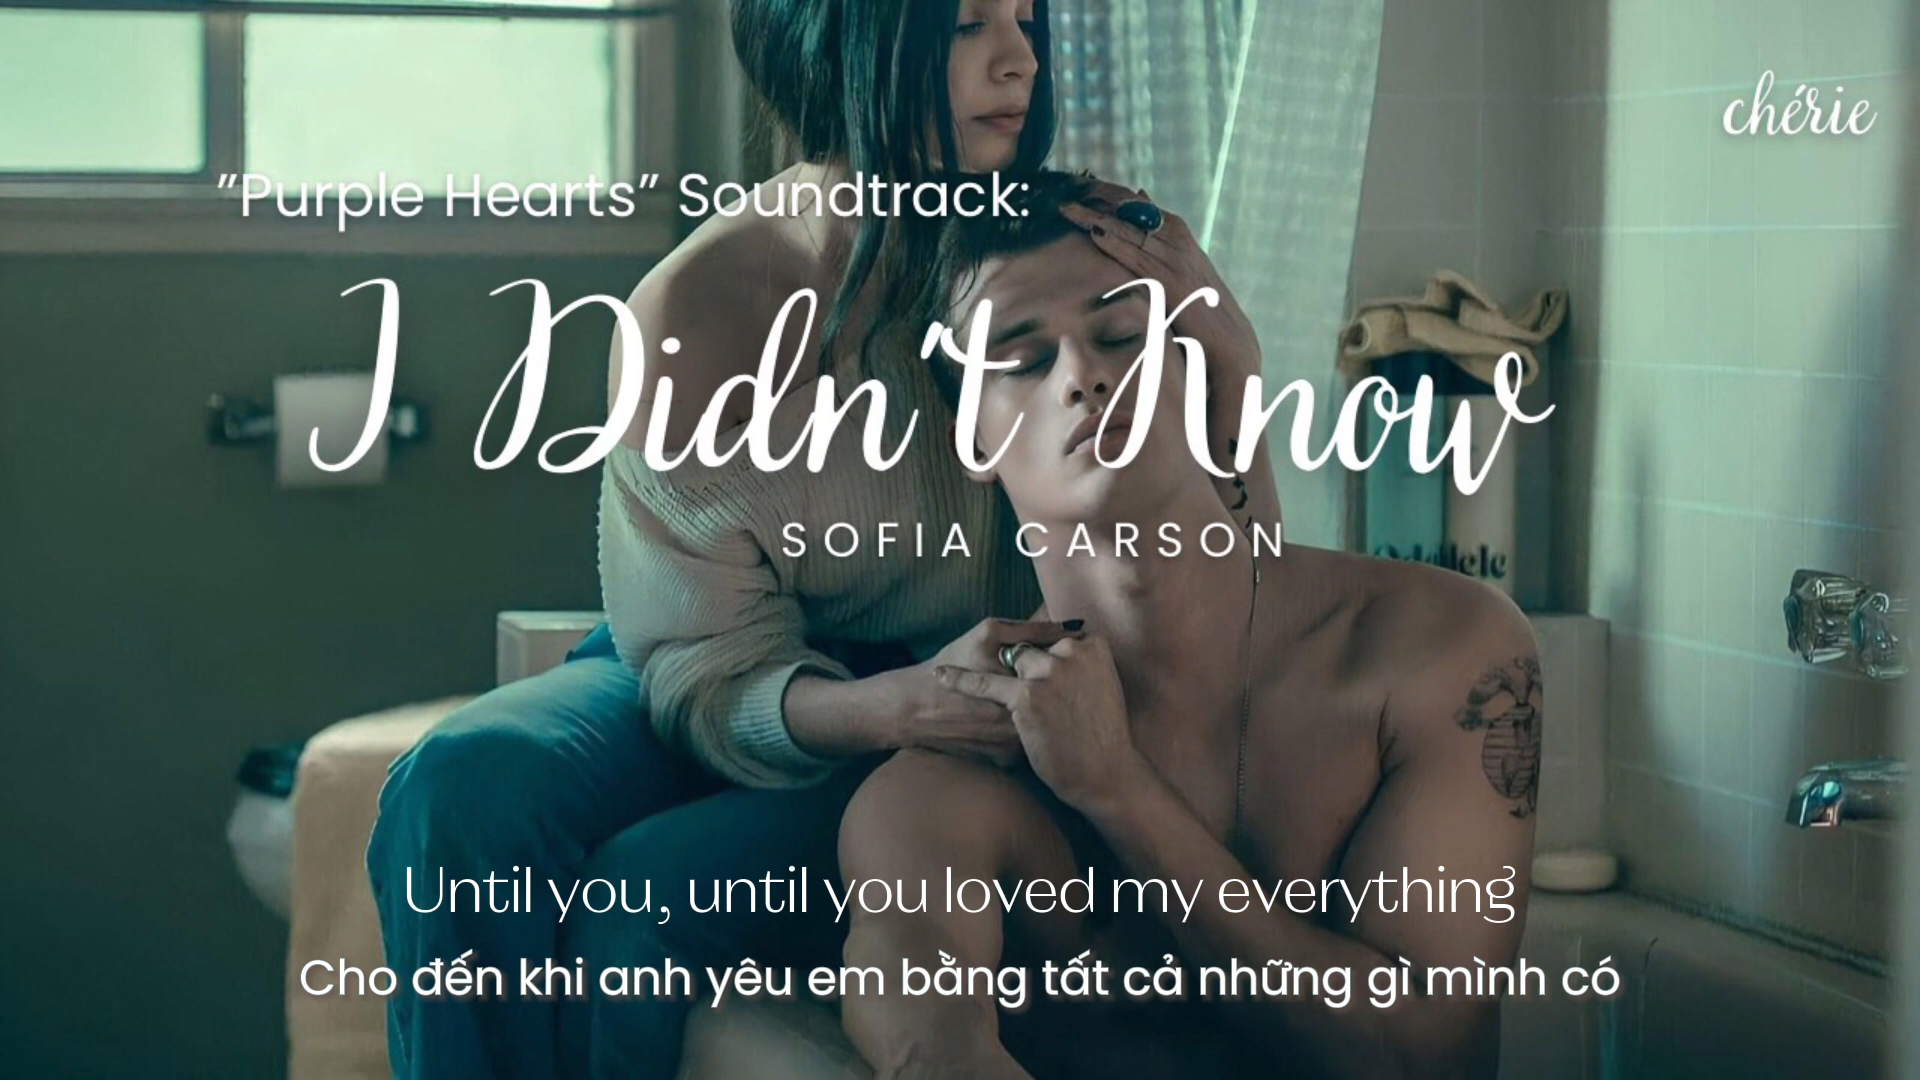 chérie
”Purple Hearts” Soundtrack:
I Didn't Know
SOFIA CARSON
Until you, until you loved my everything
Cho đến khi anh yêu em bằng tất cả những gì mình có